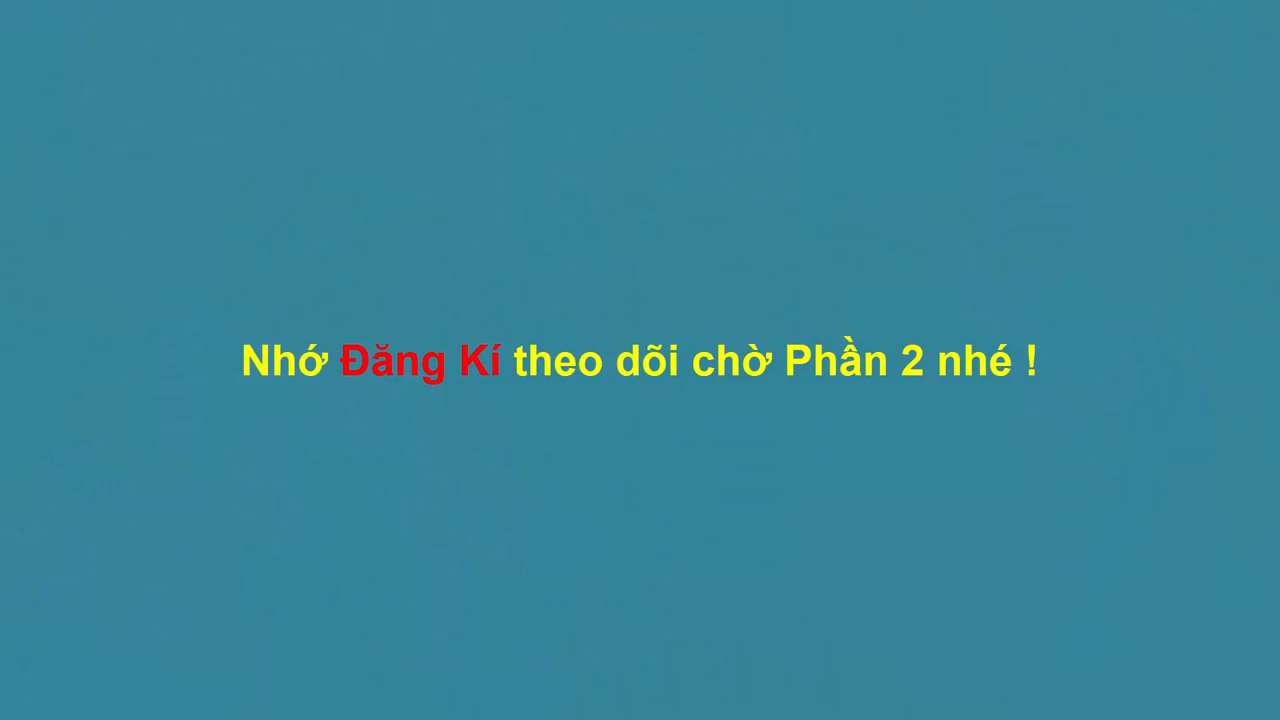 Nhớ Đăng Kí theo dõi chờ Phần 2 nhé !